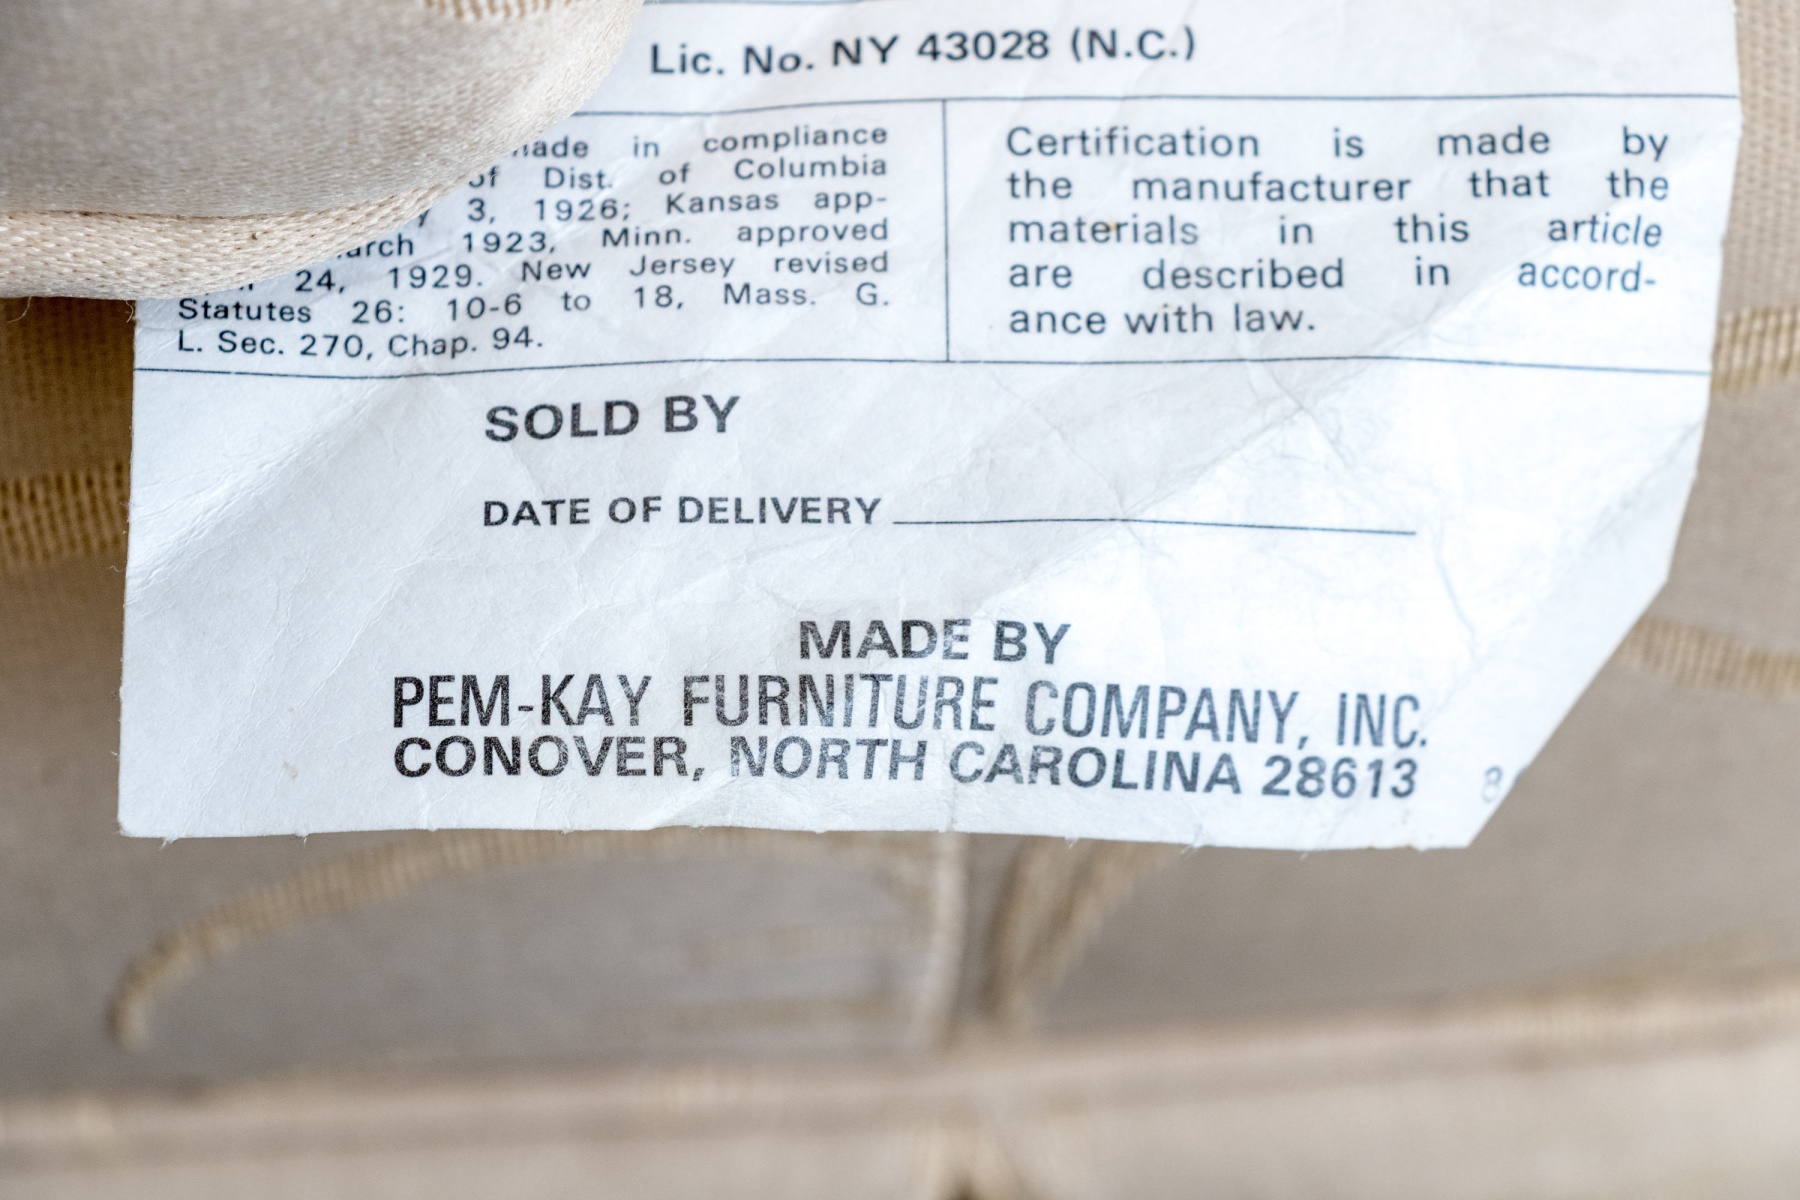 Lic. No. NY 43028 (N.C.)
in compliance
of Dist. of Columbia
3, 1926; Kansas app-
1923, Minn. approved
24, 1929. New Jersey revised
Statutes 26: 10-6 to 18, Mass. G.
L. Sec. 270, Chap. 94.
Certification is made by
the manufacturer that the
materials in this article
are described in accord-
ance with law.
SOLD BY
DATE OF DELIVERY
MADE BY
PEM-KAY FURNITURE COMPANY, INC.
CONOVER, NORTH CAROLINA 28613